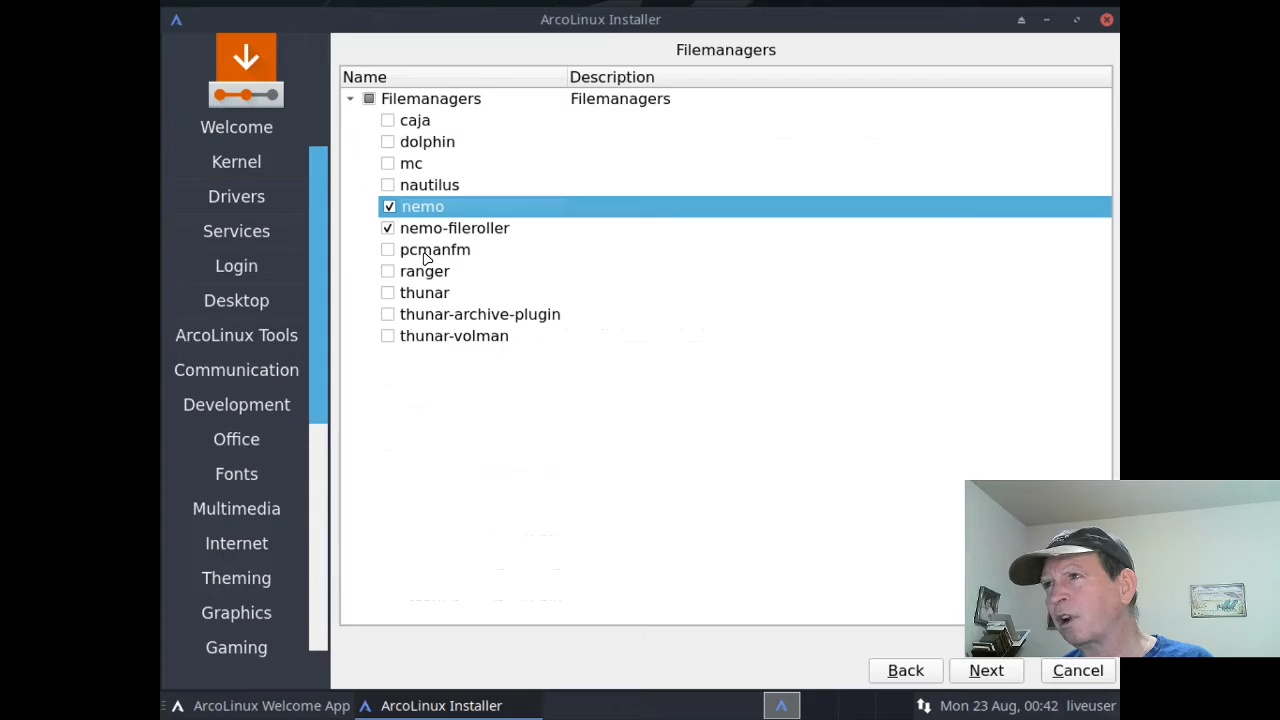 ArcoLinux Installer
Welcome
Kernel
Drivers
Services
Login
Desktop
ArcoLinux Tools
Communication
Development
Office
Fonts
Multimedia
Internet
Theming
Graphics
Gaming
Filemanagers
Name Description
Filemanagers Filemanagers
caja
dolphin
mc
nautilus
nemo
nemo-fileroller
pcmanfm
ranger
thunar
thunar-archive-plugin
thunar-volman
Back Next Cancel
ArcoLinux Welcome App ArcoLinux Installer Mon 23 Aug, 00:42 liveuser